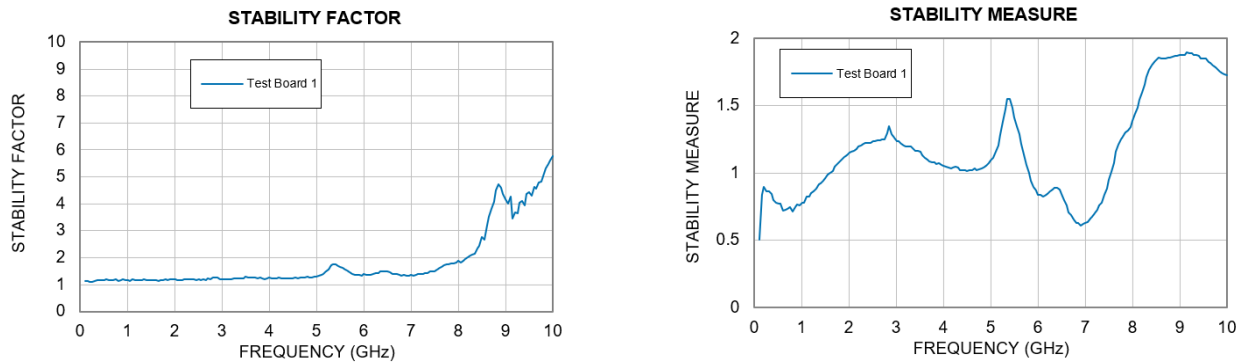 STABILITY FACTOR
10
9
8
7
6
5
4
3
2
1
0
STABILITY FACTOR
Test Board 1
0 1 2 3 4 5 6 7 8 9 10
FREQUENCY (GHz)
STABILITY MEASURE
2
1.5
1
0.5
0
STABILITY MEASURE
Test Board 1
0 1 2 3 4 5 6 7 8 9 10
FREQUENCY (GHz)